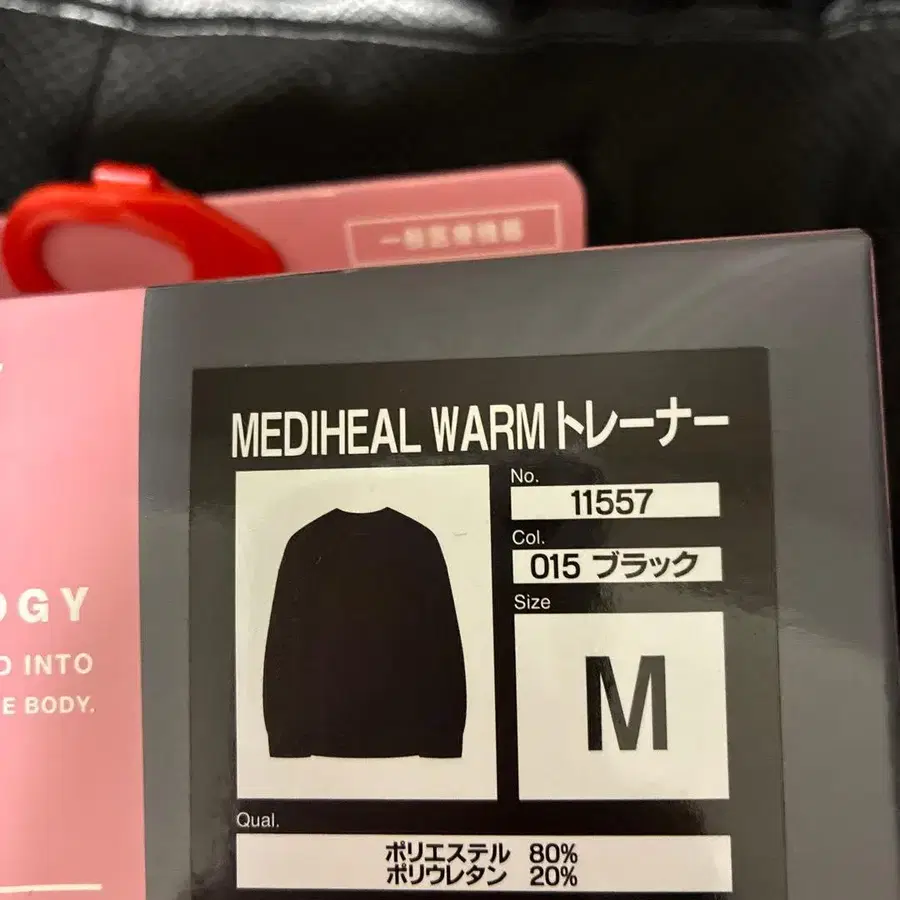 一般医療機器
OGY
D INTO
E BODY.
MEDIHEAL WARM トレーナー
No.
11557
Col.
015 ブラック
Size
M
Qual.
ポリエステル 80%
ポリウレタン 20%